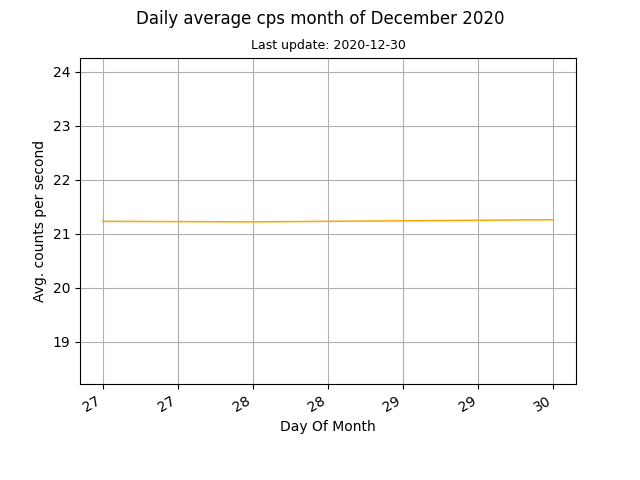 Daily average cps month of December 2020
Last update: 2020-12-30
24
23
22
21
20
19
Avg. counts per second
27 27 28 28 29 29 30
Day Of Month